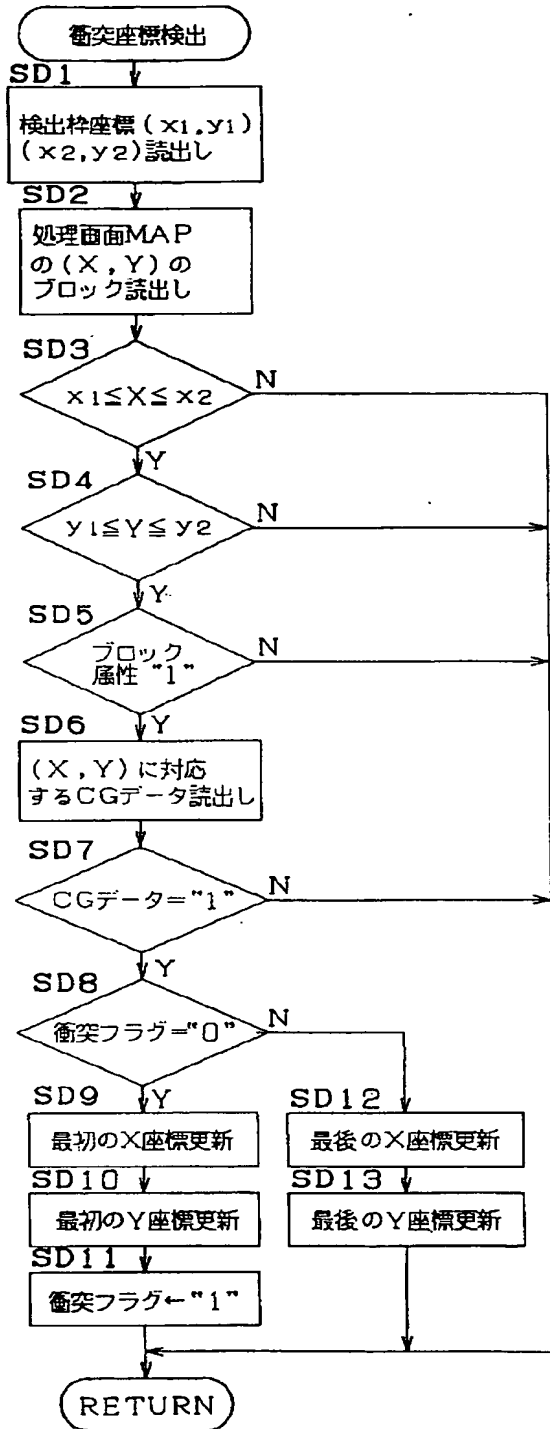 衝突座標検出
SD1
検出枠座標(x1,y1)
(x2,y2)読出し
SD2
処理画面MAP
の(X,Y)の
ブロック読出し
SD3
x1≦X≦x2
N
Y
SD4
y1≦Y≦y2
N
Y
SD5
ブロック
属性"1"
N
Y
SD6
(X,Y)に対応
するCGデータ読出し
SD7
CGデータ="1"
N
Y
SD8
衝突フラグ="0"
N
Y
SD9
最初のX座標更新
SD10
最初のY座標更新
SD11
衝突フラグ←"1"
SD12
最後のX座標更新
SD13
最後のY座標更新
RETURN